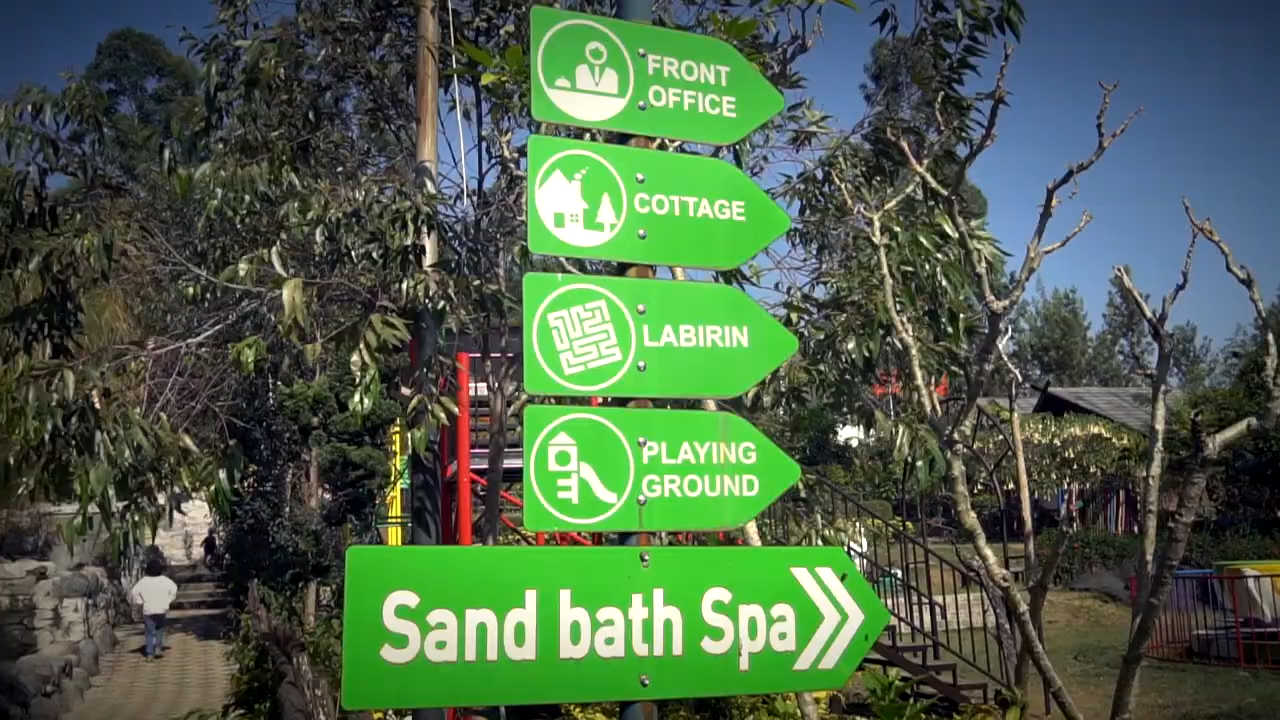 FRONT
OFFICE
COTTAGE
LABIRIN
PLAYING
GROUND
Sand bath Spa